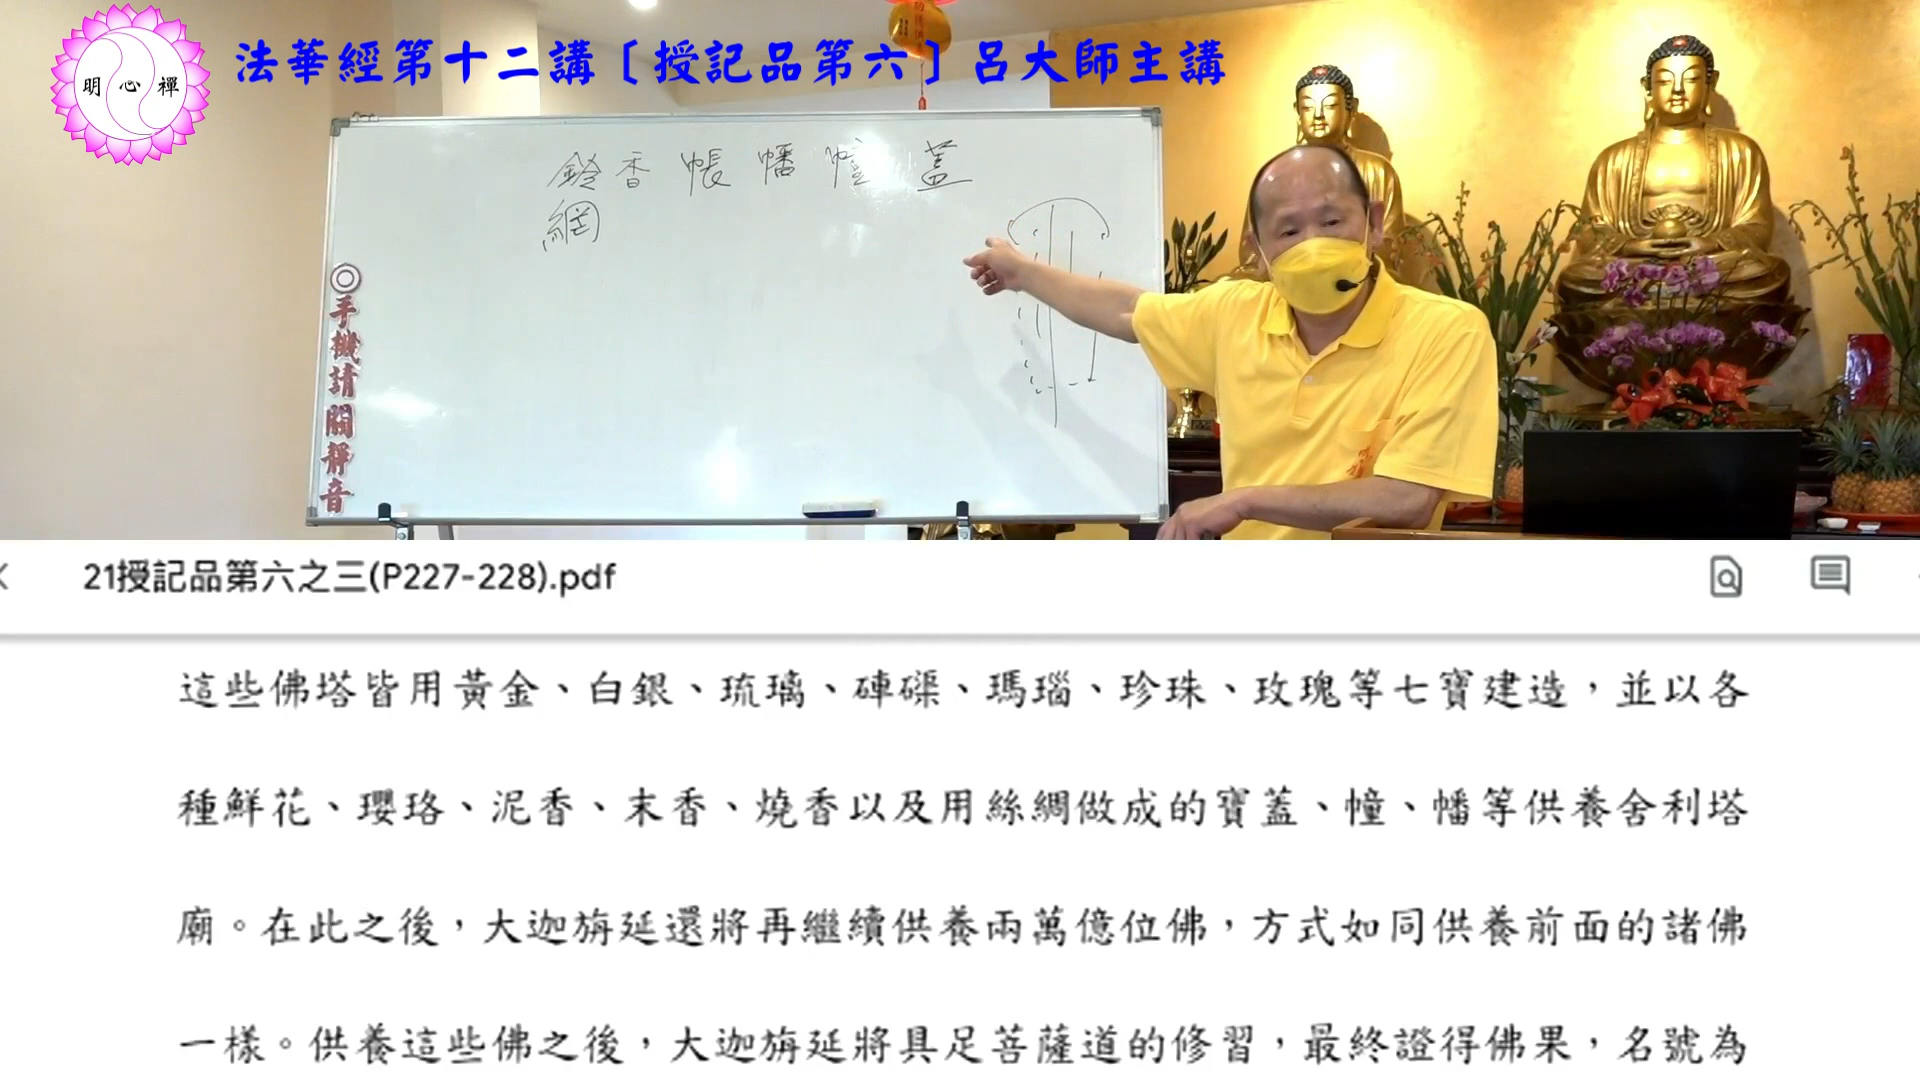 明心禪
法華經第十二講〔授記品第六〕呂大師主講
鈴香帳幡幢蓋
網
◎手機請關靜音
21授記品第六之三(P227-228).pdf
這些佛塔皆用黃金、白銀、琉璃、硨磲、瑪瑙、珍珠、玫瑰等七寶建造，並以各
種鮮花、瓔珞、泥香、末香、燒香以及用絲綢做成的寶蓋、幢、幡等供養舍利塔
廟。在此之後，大迦旃延還將再繼續供養兩萬億位佛，方式如同供養前面的諸佛
一樣。供養這些佛之後，大迦旃延將具足菩薩道的修習，最終證得佛果，名號為